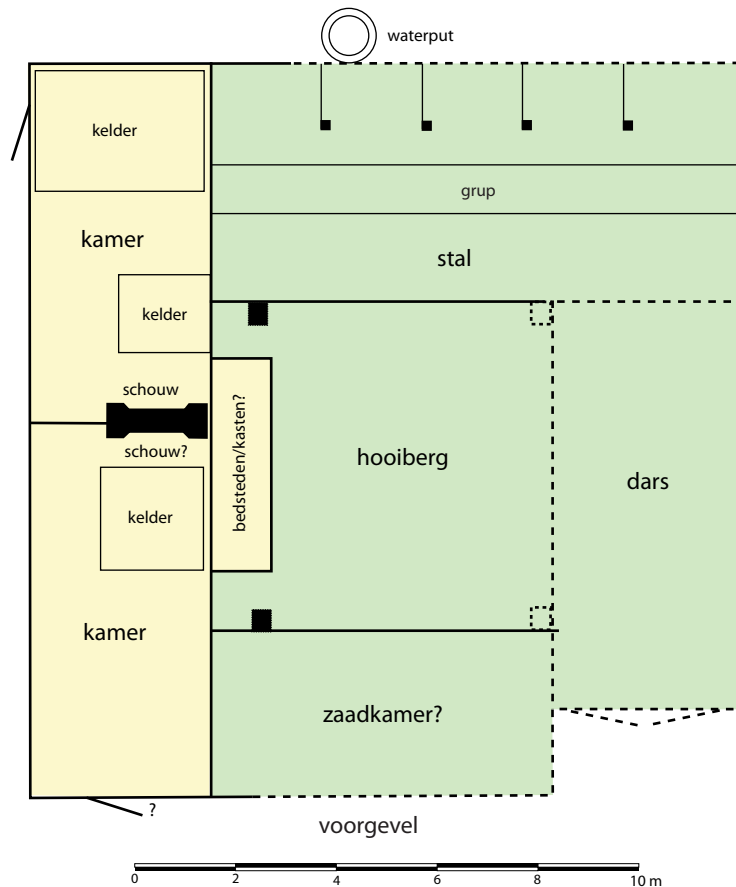 waterput
kelder
grup
kamer
stal
kelder
schouw
bedsteden/kasten?
schouw?
hooiberg
dars
kelder
kamer
zaadkamer?
?
voorgevel
0 2 4 6 8 10 m